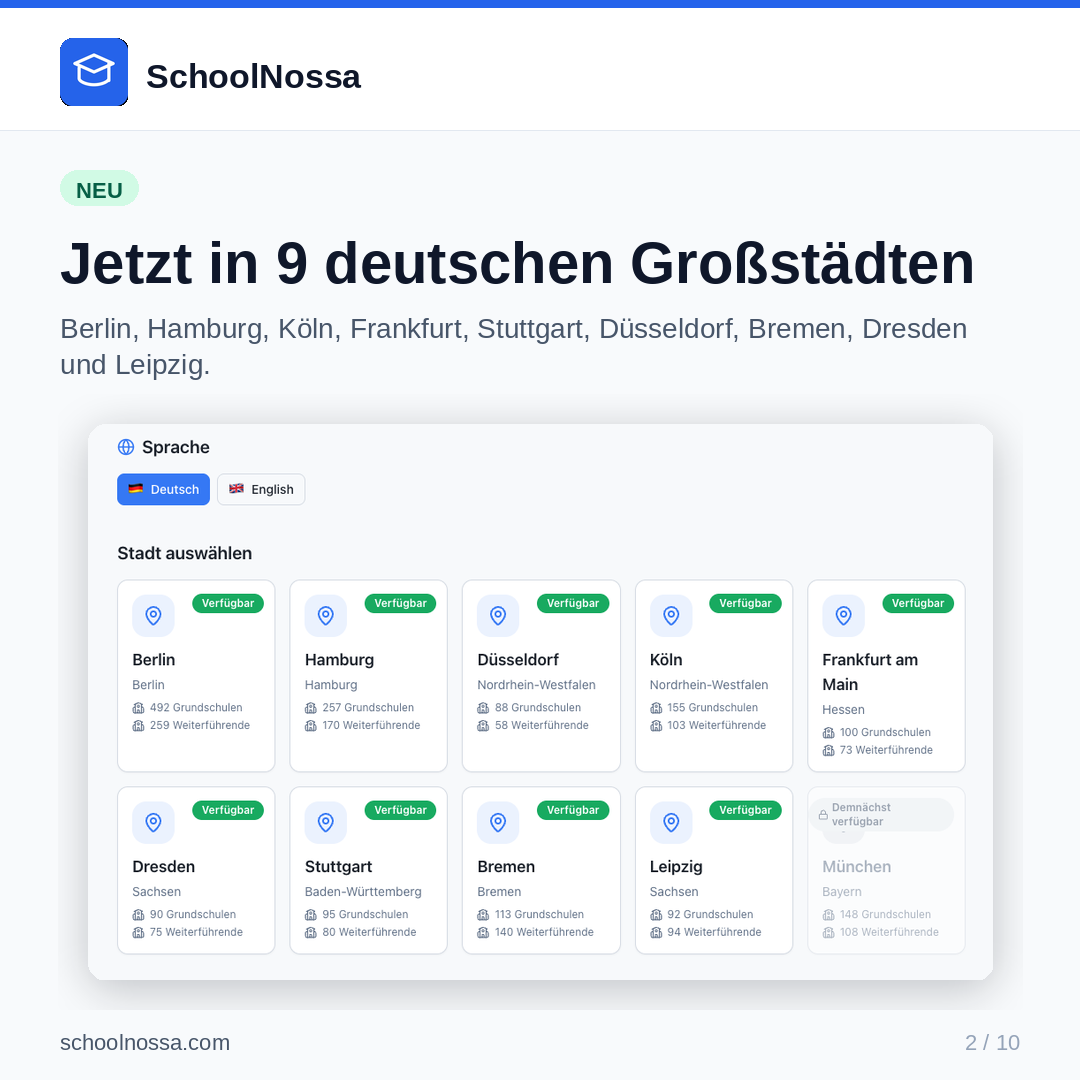 SchoolNossa
NEU
Jetzt in 9 deutschen Großstädten
Berlin, Hamburg, Köln, Frankfurt, Stuttgart, Düsseldorf, Bremen, Dresden
und Leipzig.
Sprache
Deutsch
English
Stadt auswählen
Verfügbar
Berlin
Berlin
492 Grundschulen
259 Weiterführende
Verfügbar
Hamburg
Hamburg
257 Grundschulen
170 Weiterführende
Verfügbar
Düsseldorf
Nordrhein-Westfalen
88 Grundschulen
58 Weiterführende
Verfügbar
Köln
Nordrhein-Westfalen
155 Grundschulen
103 Weiterführende
Verfügbar
Frankfurt am
Main
Hessen
100 Grundschulen
73 Weiterführende
Verfügbar
Dresden
Sachsen
90 Grundschulen
75 Weiterführende
Verfügbar
Stuttgart
Baden-Württemberg
95 Grundschulen
80 Weiterführende
Verfügbar
Bremen
Bremen
113 Grundschulen
140 Weiterführende
Verfügbar
Leipzig
Sachsen
92 Grundschulen
94 Weiterführende
Demnächst
verfügbar
München
Bayern
148 Grundschulen
108 Weiterführende
schoolnossa.com
2 / 10